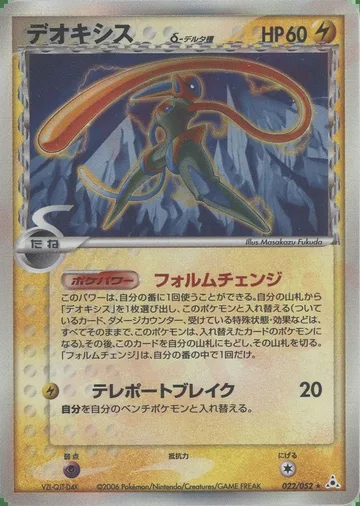 デオキシス δ-デルタ種 HP60
δ
たね
Illus.Masakazu Fukuda
ポケパワー フォルムチェンジ
このパワーは、自分の番に1回使うことができる。自分の山札から
「デオキシス」を1枚選び出し、このポケモンと入れ替える(ついて
いるカード、ダメージカウンター、受けている特殊状態・効果などは、
すべてそのままで、このポケモンが、入れ替えたカードのポケモンに
なる)。その後、このカードを自分の山札にもどし、その山札を切る。
「フォルムチェンジ」は、自分の番の中で1回だけ。
テレポートブレイク 20
自分を自分のベンチポケモンと入れ替える。
弱点 抵抗力 にげる
©2006 Pokémon/Nintendo/Creatures/GAME FREAK 022/052 ★